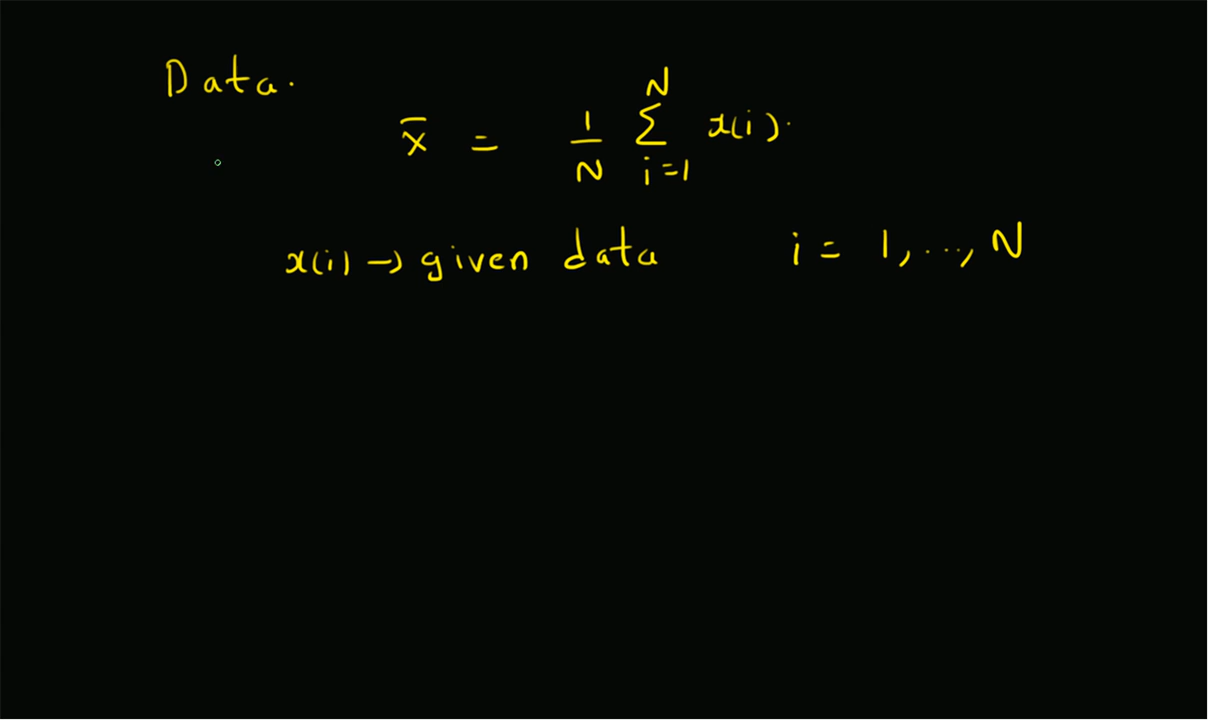 Data.
x̄ = 1/N ∑_{i=1}^{N} x(i).
x(i) → given data i = 1, ..., N